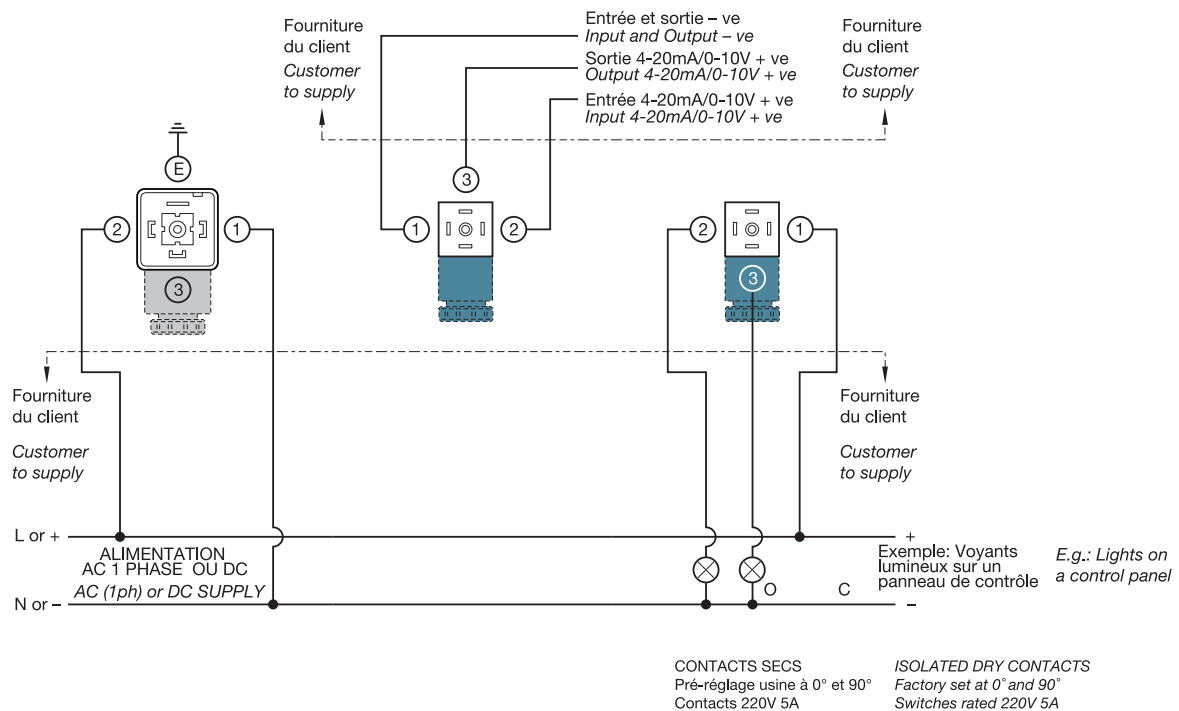 Fourniture
du client
Customer
to supply
Entrée et sortie – ve
Input and Output – ve
Sortie 4-20mA/0-10V + ve
Output 4-20mA/0-10V + ve
Entrée 4-20mA/0-10V + ve
Input 4-20mA/0-10V + ve
Fourniture
du client
Customer
to supply
E
2
1
3
3
1
2
2
1
3
Fourniture
du client
Customer
to supply
Fourniture
du client
Customer
to supply
L or +
ALIMENTATION
AC 1 PHASE OU DC
AC (1ph) or DC SUPPLY
N or –
+
Exemple: Voyants
lumineux sur un
panneau de contrôle
E.g.: Lights on
a control panel
O
C
–
CONTACTS SECS
Pré-réglage usine à 0° et 90°
Contacts 220V 5A
ISOLATED DRY CONTACTS
Factory set at 0° and 90°
Switches rated 220V 5A